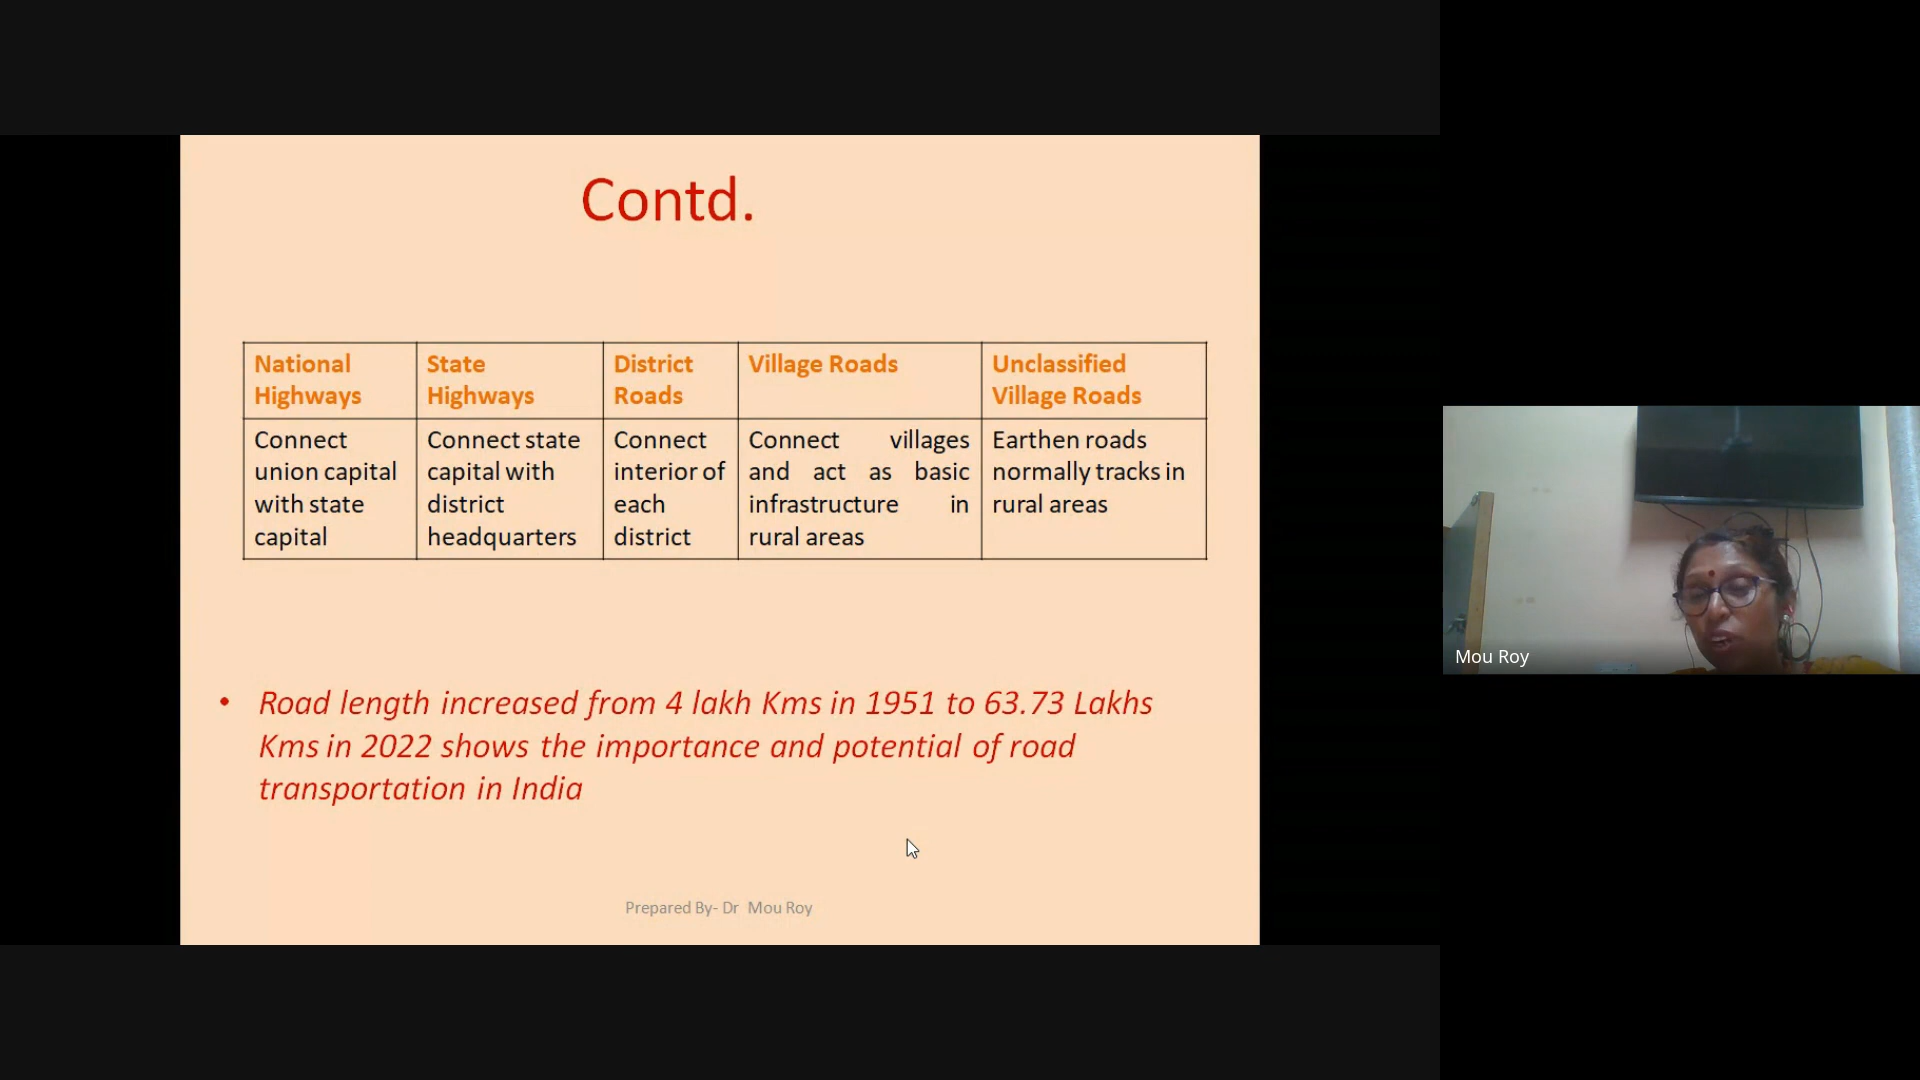 Contd.
National
Highways
State
Highways
District
Roads
Village Roads
Unclassified
Village Roads
Connect
union capital
with state
capital
Connect state
capital with
district
headquarters
Connect
interior of
each
district
Connect villages
and act as basic
infrastructure in
rural areas
Earthen roads
normally tracks in
rural areas
• Road length increased from 4 lakh Kms in 1951 to 63.73 Lakhs
Kms in 2022 shows the importance and potential of road
transportation in India
Prepared By- Dr Mou Roy
Mou Roy